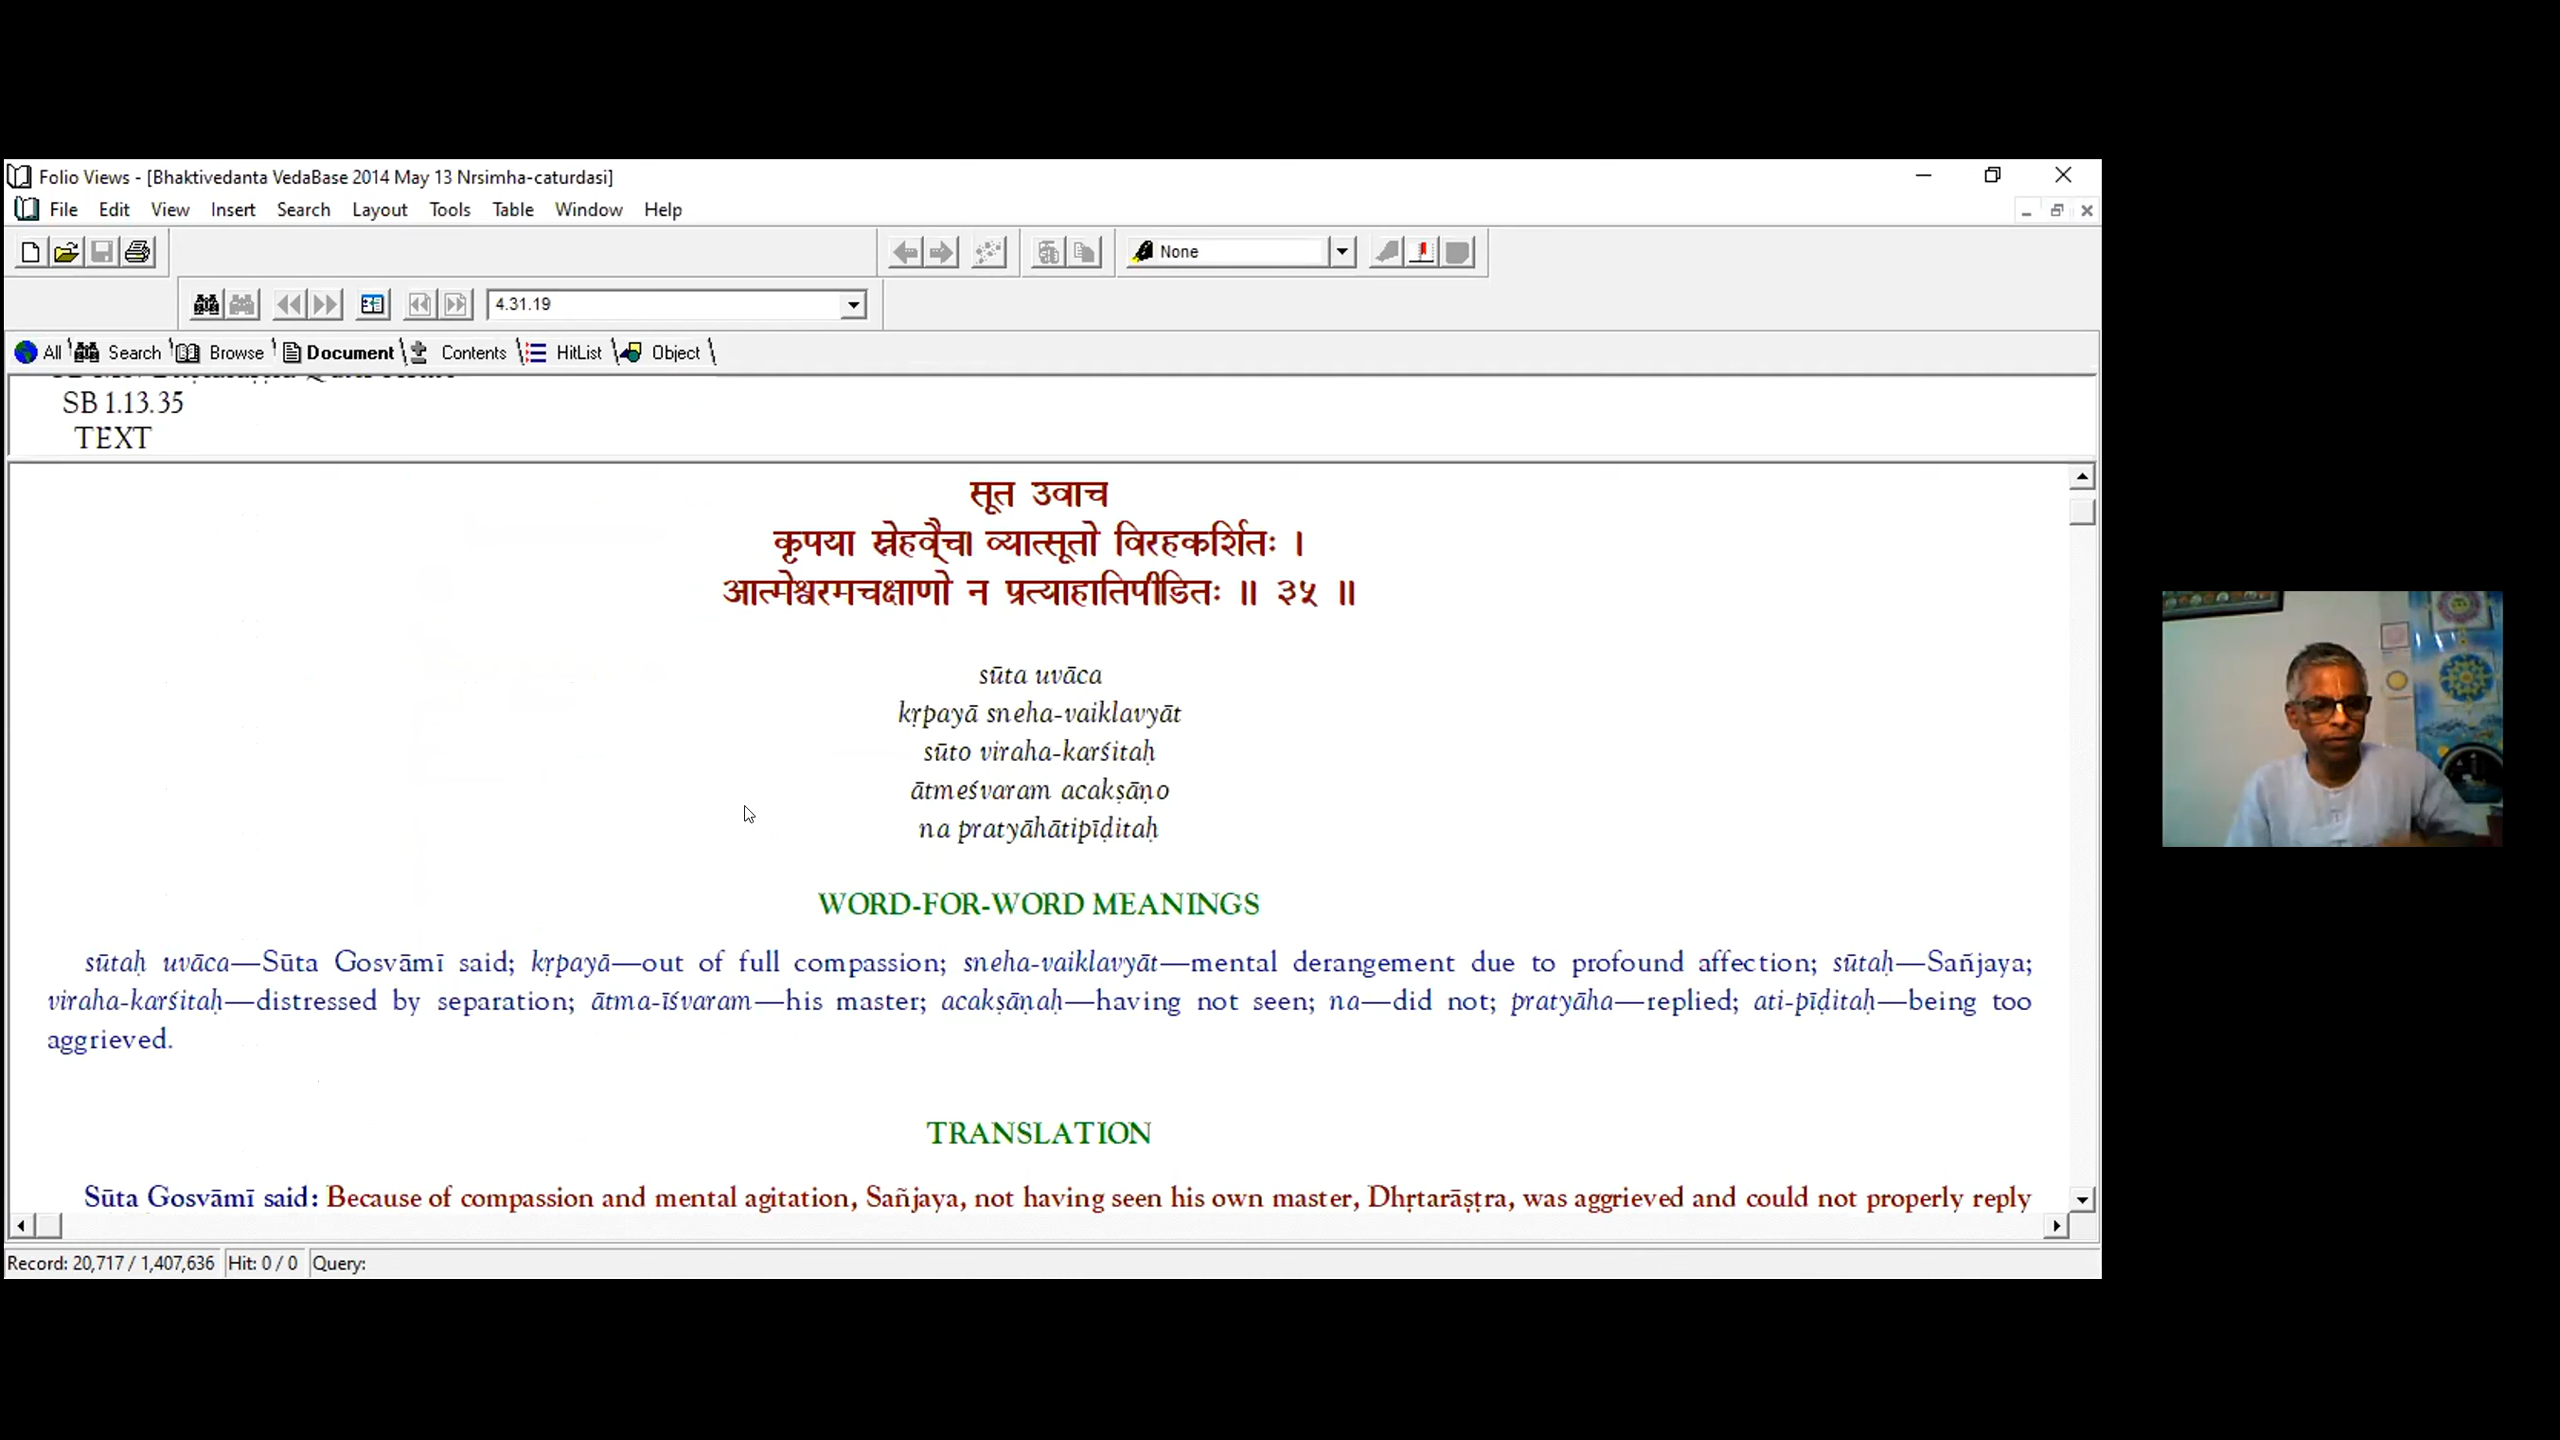 Folio Views - [Bhaktivedanta VedaBase 2014 May 13 Nrsimha-caturdasi]
File Edit View Insert Search Layout Tools Table Window Help
None
4.31.19
All Search Browse Document Contents HitList Object
SB 1.13.35
TEXT
सूत उवाच
कृपया स्नेहवै व्यात्सूतो विरहकर्शितः ।
आत्मेश्वरमचक्षाणो न प्रत्याहातिपीडितः ॥ ३५ ॥
sūta uvāca
kṛpayā sneha-vaiklavyāt
sūto viraha-karśitaḥ
ātmeśvaram acakṣāṇo
na pratyāhātipīḍitaḥ
WORD-FOR-WORD MEANINGS
sūtaḥ uvāca—Sūta Gosvāmī said; kṛpayā—out of full compassion; sneha-vaiklavyāt—mental derangement due to profound affection; sūtaḥ—Sañjaya;
viraha-karśitaḥ—distressed by separation; ātma-īśvaram—his master; acakṣāṇaḥ—having not seen; na—did not; pratyāha—replied; ati-pīḍitaḥ—being too
aggrieved.
TRANSLATION
Sūta Gosvāmī said: Because of compassion and mental agitation, Sañjaya, not having seen his own master, Dhṛtarāṣṭra, was aggrieved and could not properly reply
Record: 20,717 / 1,407,636 Hit: 0 / 0 Query: